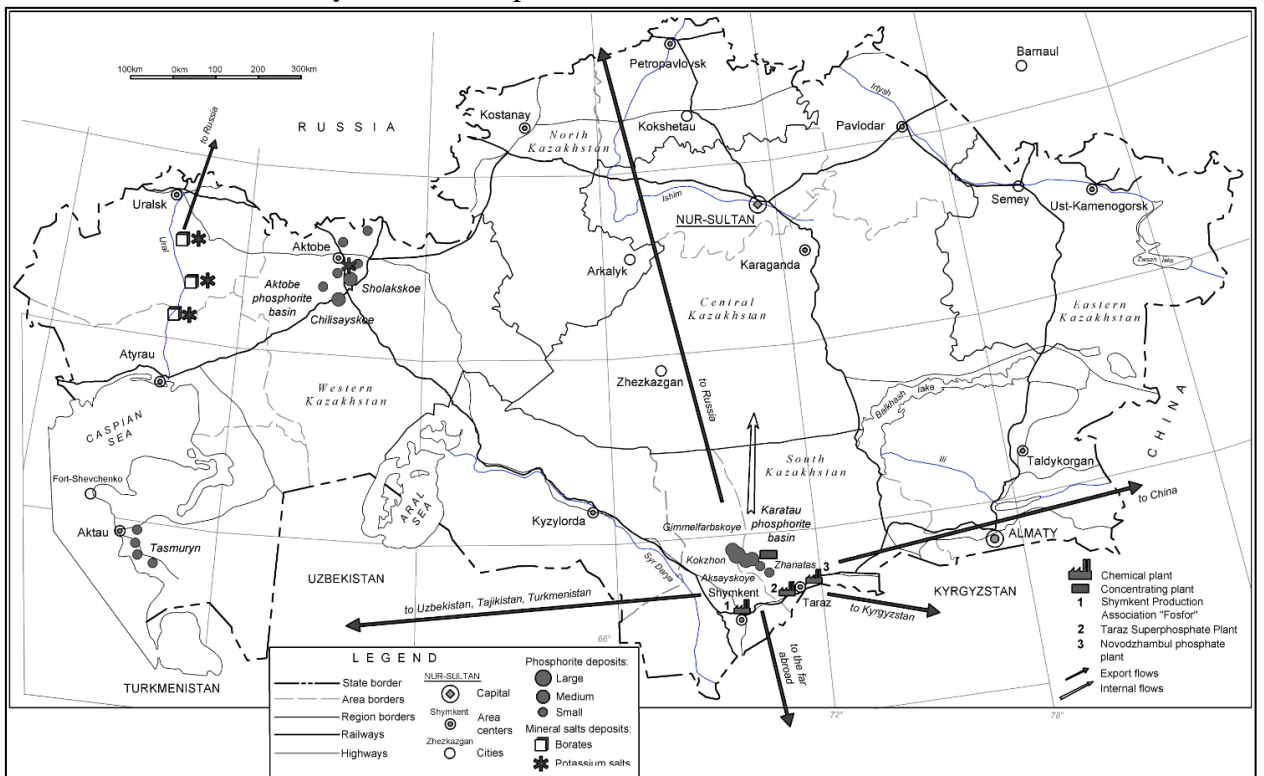 100km 0km 100 200 300km
Petropavlovsk
Barnaul
Irtysh
Kostanay
Kokshetau
Pavlodar
to Russia
RUSSIA
North
Kazakhstan
Uralsk
Ishim
NUR-SULTAN
Semey
Ust-Kamenogorsk
Ural
Aktobe
Arkalyk
Karaganda
Zaisan lake
Aktobe
phosphorite
basin
Sholakskoe
Chilisayskoe
Central
Kazakhstan
Eastern
Kazakhstan
Atyrau
Zhezkazgan
to Russia
Western
Kazakhstan
Balkhash lake
CHINA
CASPIAN
SEA
South
Kazakhstan
Ili
Taldykorgan
Fort-Shevchenko
ARAL
SEA
to China
Kyzylorda
Gimmelfarbskoye
Karatau
phosphorite
basin
Aktau
Tasmuryn
Syr Darya
Kokzhon
Zhanatas
ALMATY
UZBEKISTAN
Aksayskoye
Shymkent
1
2
3
Taraz
KYRGYZSTAN
to Uzbekistan, Tajikistan, Turkmenistan
to Kyrgyzstan
to the far
abroad
66°
72°
78°
TURKMENISTAN
Chemical plant
Concentrating plant
1 Shymkent Production
Association "Fosfor"
2 Taraz Superphosphate Plant
3 Novodzhambul phosphate
plant
Export flows
Internal flows
LEGEND
State border
Area borders
Region borders
Railways
Highways
NUR-SULTAN
Capital
Shymkent
Area
centers
Zhezkazgan
Cities
Phosphorite deposits:
Large
Medium
Small
Mineral salts deposits:
Borates
Potassium salts